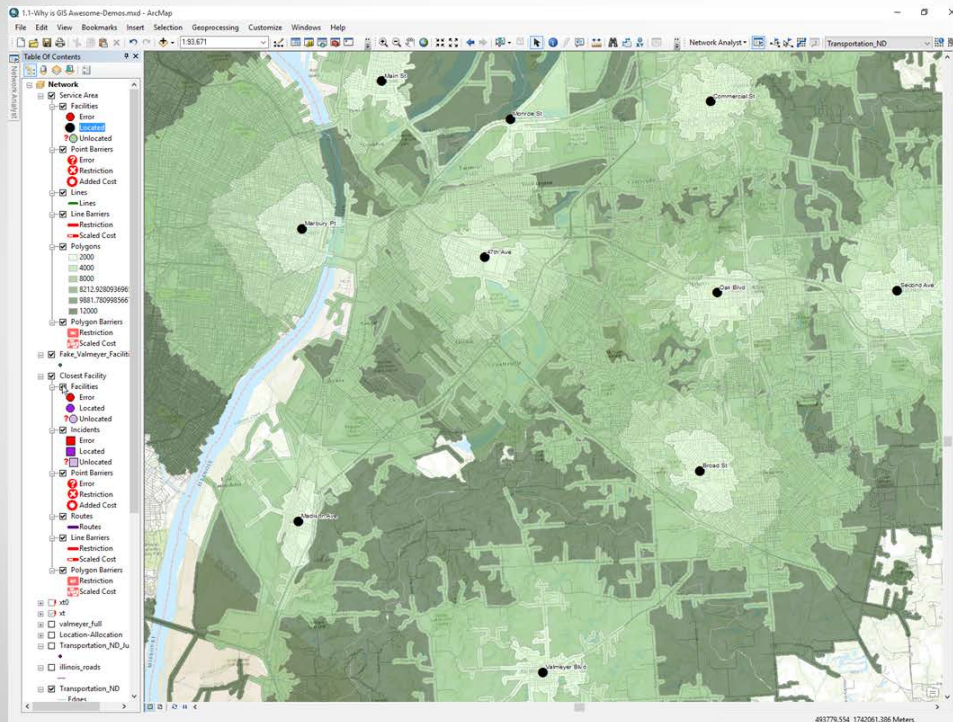 1.1-Why is GIS Awesome-Demos.mxd - ArcMap
File Edit View Bookmarks Insert Selection Geoprocessing Customize Windows Help
1:93,671
Network Analyst
Transportation_ND
Table Of Contents
Network Analyst
Network
Service Area
Facilities
Error
Located
Unlocated
Point Barriers
Error
Restriction
Added Cost
Lines
Lines
Line Barriers
Restriction
Scaled Cost
Polygons
2000
4000
8000
8212.9280936965
9881.7809985667
12000
Polygon Barriers
Restriction
Scaled Cost
Fake_Valmeyer_Faciliti
Closest Facility
Facilities
Error
Located
Unlocated
Incidents
Error
Located
Unlocated
Point Barriers
Error
Restriction
Added Cost
Routes
Routes
Line Barriers
Restriction
Scaled Cost
Polygon Barriers
Restriction
Scaled Cost
xt0
xt
valmeyer_full
Location-Allocation
Transportation_ND_Ju
illinois_roads
Transportation_ND
Edges
Main St
Commercial St
Monroe St
Marbury Pl
47th Ave
Oak Blvd
Second Ave
Broad St
Madison Ave
Valmeyer Blvd
493779.554 1742061.386 Meters